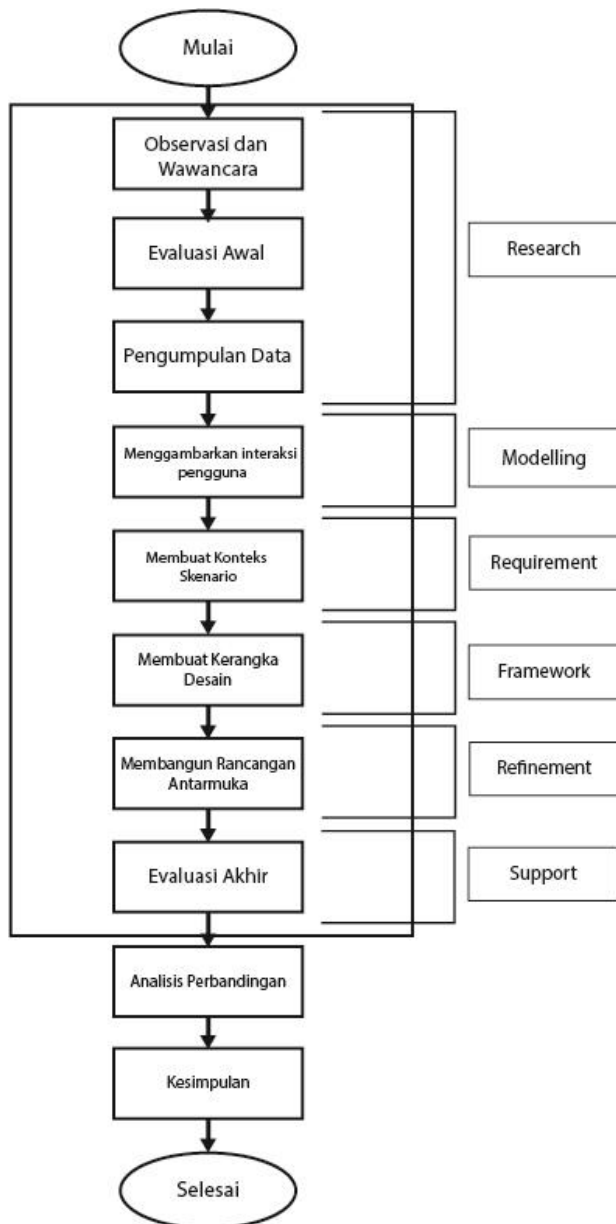 Mulai
Observasi dan
Wawancara
Evaluasi Awal
Pengumpulan Data
Research
Menggambarkan interaksi
pengguna
Modelling
Membuat Konteks
Skenario
Requirement
Membuat Kerangka
Desain
Framework
Membangun Rancangan
Antarmuka
Refinement
Evaluasi Akhir
Support
Analisis Perbandingan
Kesimpulan
Selesai